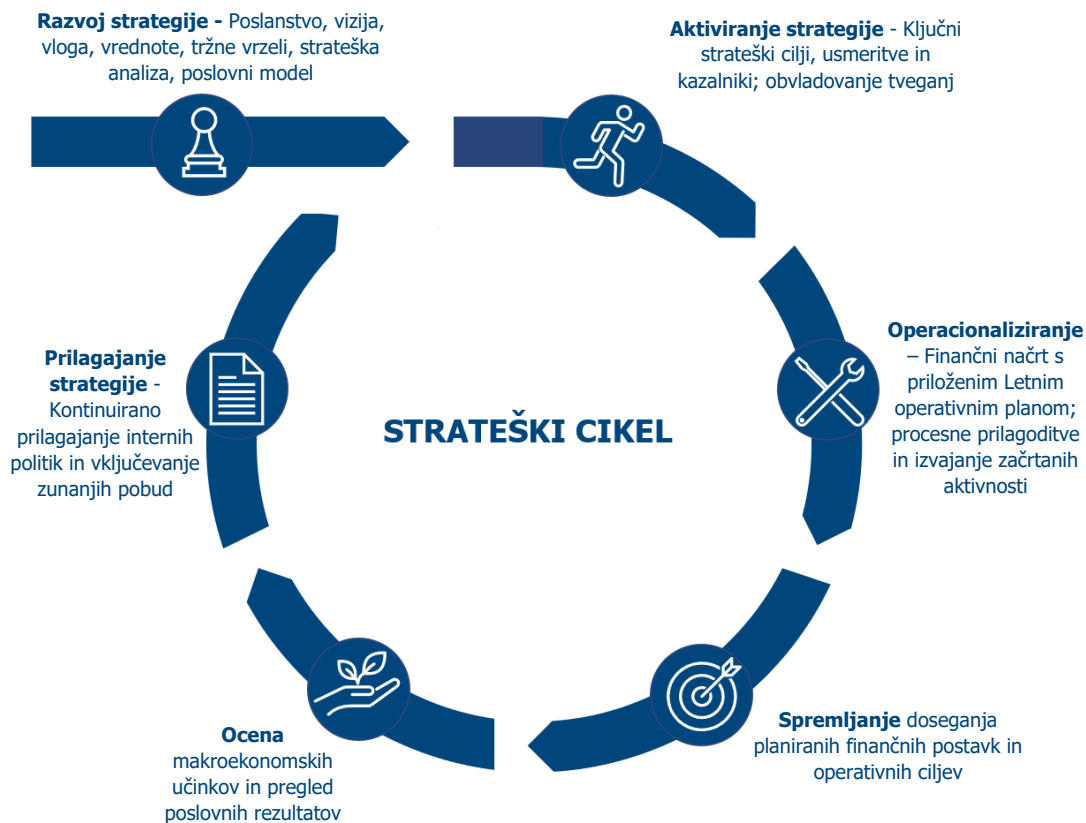 Razvoj strategije - Poslanstvo, vizija,
vloga, vrednote, tržne vrzeli, strateška
analiza, poslovni model
Aktiviranje strategije - Ključni
strateški cilji, usmeritve in
kazalniki; obvladovanje tveganj
Operacionaliziranje
– Finančni načrt s
priloženim Letnim
operativnim planom;
procesne prilagoditve
in izvajanje začrtanih
aktivnosti
Spremljanje doseganja
planiranih finančnih postavk in
operativnih ciljev
Ocena
makroekonomskih
učinkov in pregled
poslovnih rezultatov
Prilagajanje
strategije -
Kontinuirano
prilagajanje internih
politik in vključevanje
zunanjih pobud
STRATEŠKI CIKEL